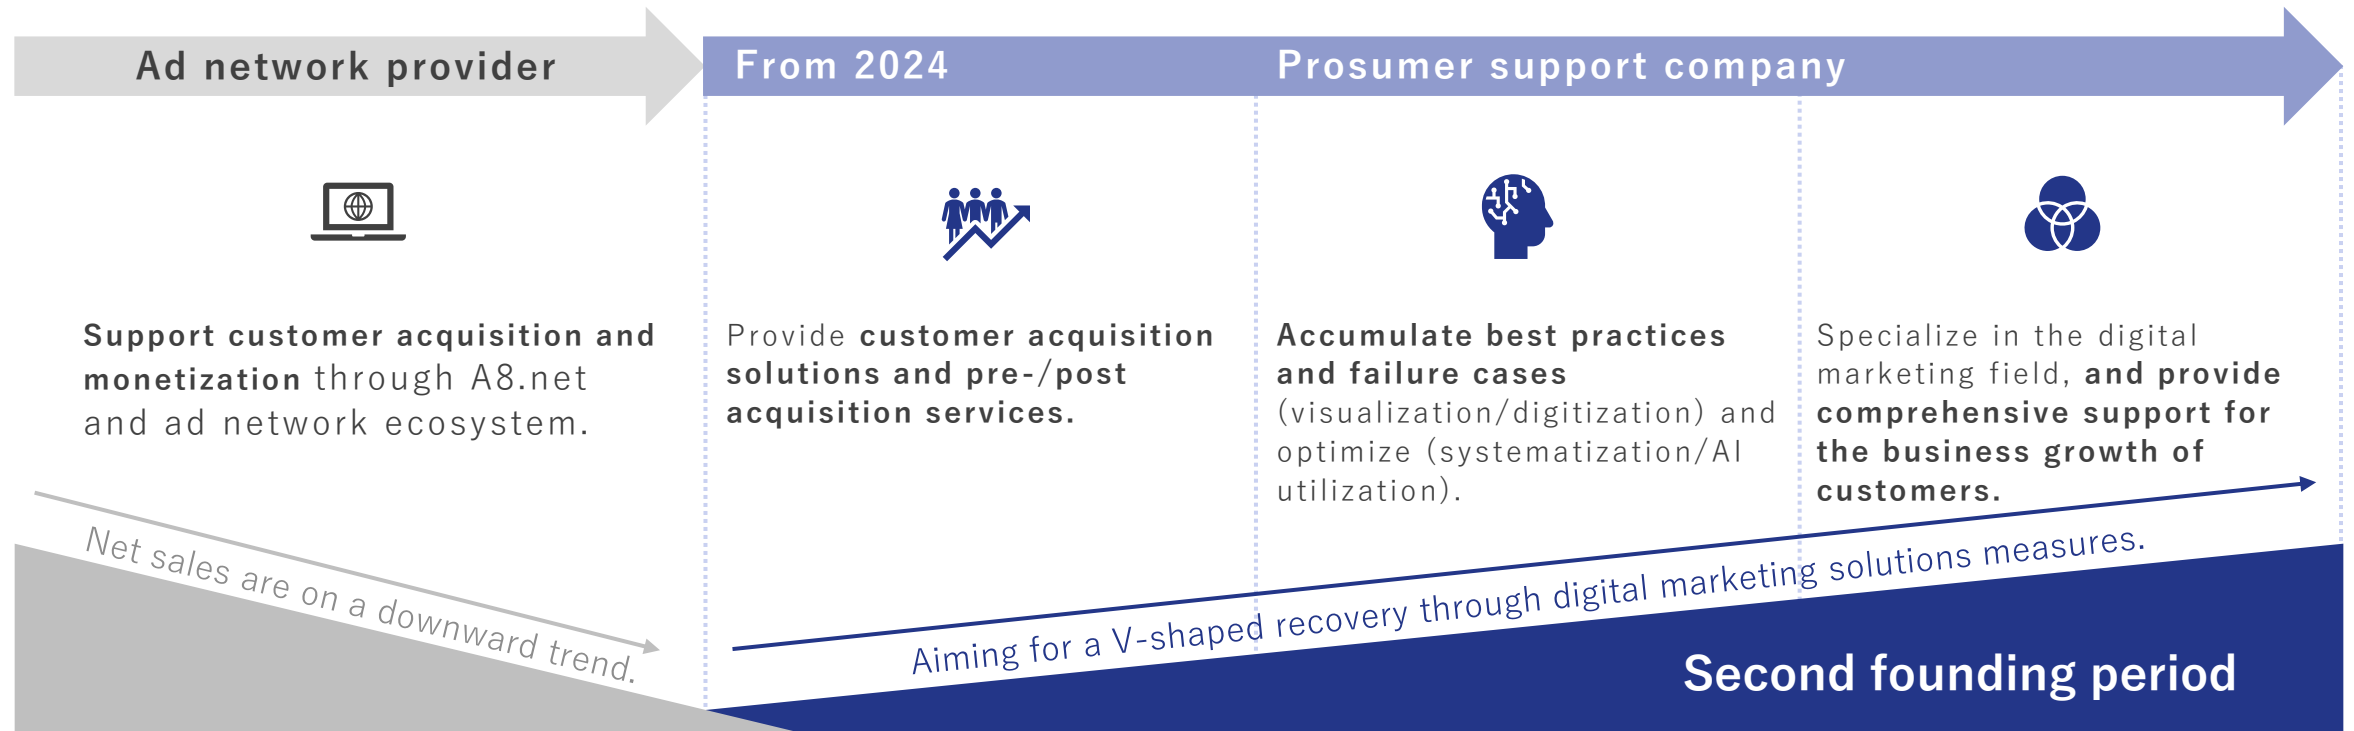 Ad network provider
From 2024
Prosumer support company
Support customer acquisition and
monetization through A8.net
and ad network ecosystem.
Provide customer acquisition
solutions and pre-/post
acquisition services.
Accumulate best practices
and failure cases
(visualization/digitization) and
optimize (systematization/AI
utilization).
Specialize in the digital
marketing field, and provide
comprehensive support for
the business growth of
customers.
Net sales are on a downward trend.
Aiming for a V-shaped recovery through digital marketing solutions measures.
Second founding period